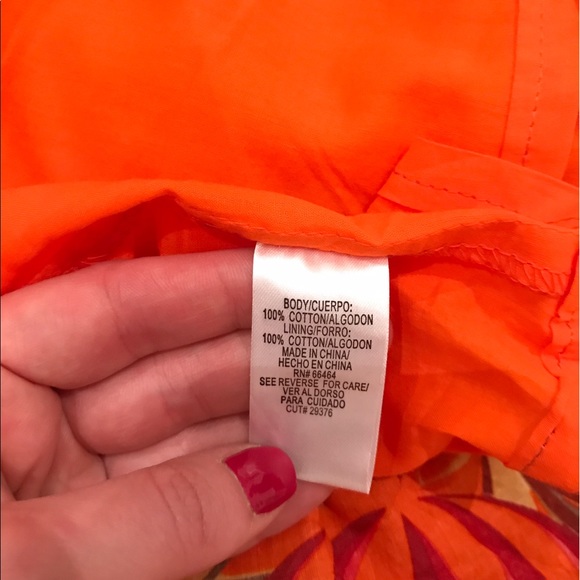 BODY/CUERPO:
100% COTTON/ALGODON
LINING/FORRO:
100% COTTON/ALGODON
MADE IN CHINA/
HECHO EN CHINA
RN# 66464
SEE REVERSE FOR CARE/
VER AL DORSO
PARA CUIDADO
CUT# 29376